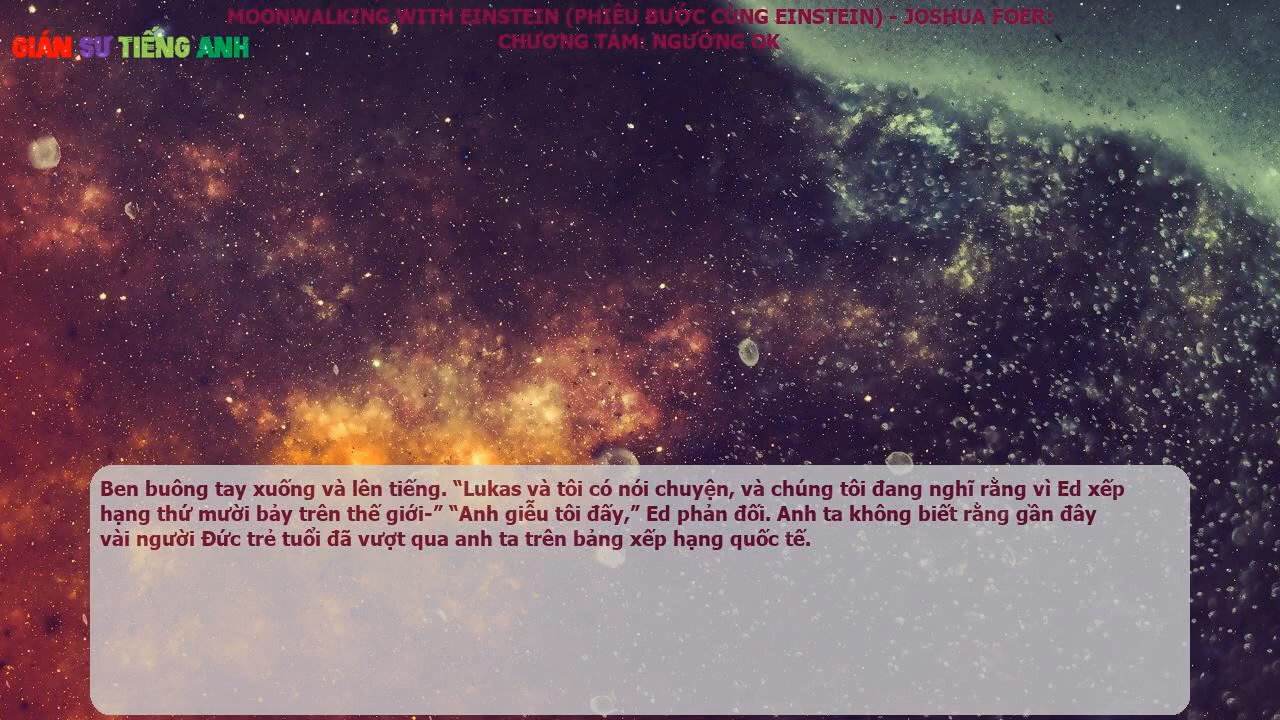 MOONWALKING WITH EINSTEIN (PHIÊU BƯỚC CÙNG EINSTEIN) - JOSHUA FOER:
CHƯƠNG TÁM: NGƯỠNG OK
GIÁN SỨ TIẾNG ANH
Ben buông tay xuống và lên tiếng. “Lukas và tôi có nói chuyện, và chúng tôi đang nghĩ rằng vì Ed xếp
hạng thứ mười bảy trên thế giới-” “Anh giễu tôi đấy,” Ed phản đối. Anh ta không biết rằng gần đây
vài người Đức trẻ tuổi đã vượt qua anh ta trên bảng xếp hạng quốc tế.